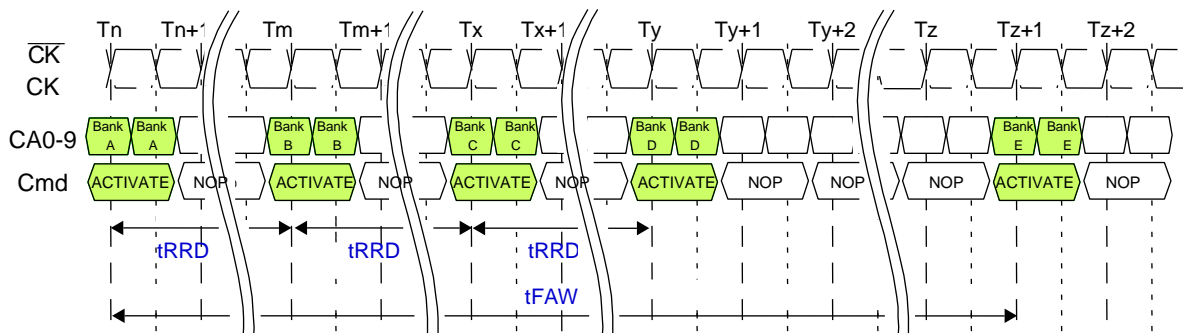 Tn Tn+1 Tm Tm+1 Tx Tx+1 Ty Ty+1 Ty+2 Tz Tz+1 Tz+2
CK
CK
CA0-9 Bank A Bank A Bank B Bank B Bank C Bank C Bank D Bank D Bank E Bank E
Cmd ACTIVATE NOP ACTIVATE NOP ACTIVATE NOP ACTIVATE NOP NOP NOP ACTIVATE NOP
tRRD tRRD tRRD
tFAW